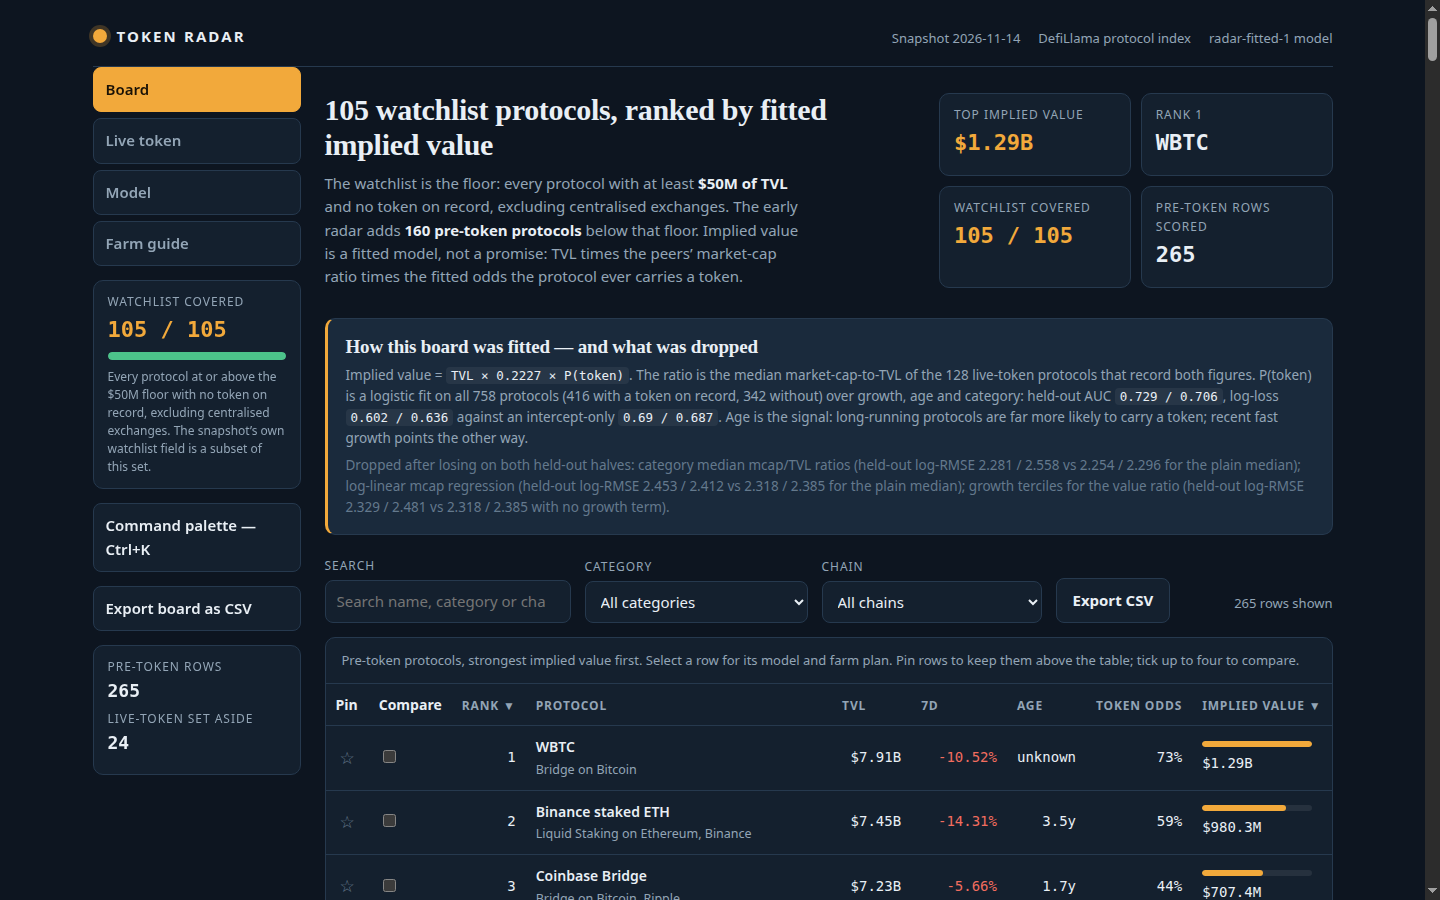 TOKEN RADAR
Snapshot 2026-11-14 DefiLlama protocol index radar-fitted-1 model
Board
Live token
Model
Farm guide
WATCHLIST COVERED
105 / 105
Every protocol at or above the
$50M floor with no token on
record, excluding centralised
exchanges. The snapshot’s own
watchlist field is a subset of
this set.
Command palette —
Ctrl+K
Export board as CSV
PRE-TOKEN ROWS
265
LIVE-TOKEN SET ASIDE
24
105 watchlist protocols, ranked by fitted
implied value
The watchlist is the floor: every protocol with at least $50M of TVL
and no token on record, excluding centralised exchanges. The early
radar adds 160 pre-token protocols below that floor. Implied value
is a fitted model, not a promise: TVL times the peers’ market-cap
ratio times the fitted odds the protocol ever carries a token.
TOP IMPLIED VALUE
$1.29B
RANK 1
WBTC
WATCHLIST COVERED
105 / 105
PRE-TOKEN ROWS
SCORED
265
How this board was fitted — and what was dropped
Implied value = TVL × 0.2227 × P(token). The ratio is the median market-cap-to-TVL of the 128 live-token protocols that record both figures. P(token)
is a logistic fit on all 758 protocols (416 with a token on record, 342 without) over growth, age and category: held-out AUC 0.729 / 0.706, log-loss
0.602 / 0.636 against an intercept-only 0.69 / 0.687. Age is the signal: long-running protocols are far more likely to carry a token; recent fast
growth points the other way.
Dropped after losing on both held-out halves: category median mcap/TVL ratios (held-out log-RMSE 2.281 / 2.558 vs 2.254 / 2.296 for the plain median);
log-linear mcap regression (held-out log-RMSE 2.453 / 2.412 vs 2.318 / 2.385 for the plain median); growth terciles for the value ratio (held-out log-RMSE
2.329 / 2.481 vs 2.318 / 2.385 with no growth term).
SEARCH CATEGORY CHAIN
Search name, category or cha All categories All chains Export CSV 265 rows shown
Pre-token protocols, strongest implied value first. Select a row for its model and farm plan. Pin rows to keep them above the table; tick up to four to compare.
Pin Compare RANK ▼ PROTOCOL TVL 7D AGE TOKEN ODDS IMPLIED VALUE ▼
☆ 1 WBTC $7.91B -10.52% unknown 73% $1.29B
Bridge on Bitcoin
☆ 2 Binance staked ETH $7.45B -14.31% 3.5y 59% $980.3M
Liquid Staking on Ethereum, Binance
☆ 3 Coinbase Bridge $7.23B -5.66% 1.7y 44% $707.4M
Bridge on Bitcoin, Ripple